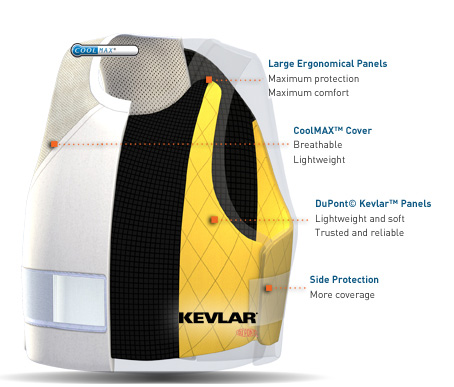 COOLMAX®
Large Ergonomical Panels
Maximum protection
Maximum comfort
CoolMAX™ Cover
Breathable
Lightweight
DuPont© Kevlar™ Panels
Lightweight and soft
Trusted and reliable
Side Protection
More coverage
KEVLAR®